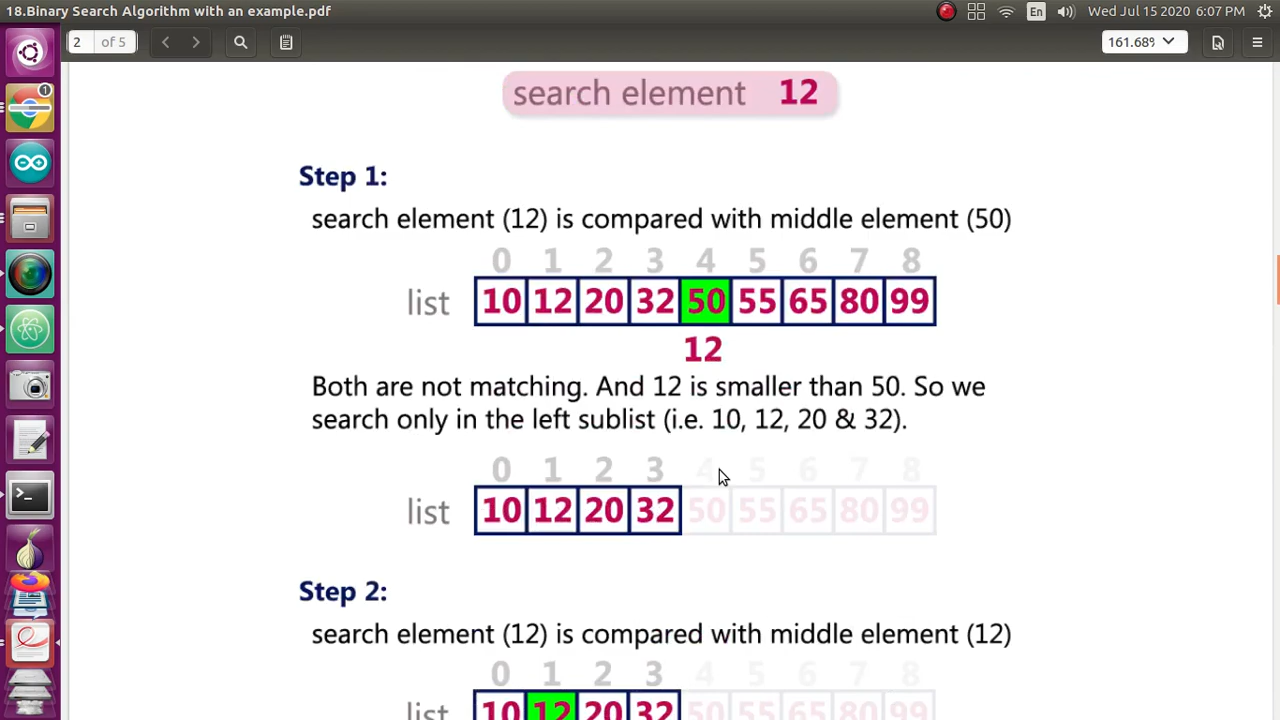 18.Binary Search Algorithm with an example.pdf
En
Wed Jul 15 2020 6:07 PM
1
2 of 5
161.68%
search element 12
Step 1:
search element (12) is compared with middle element (50)
0 1 2 3 4 5 6 7 8
list 10 12 20 32 50 55 65 80 99
12
Both are not matching. And 12 is smaller than 50. So we
search only in the left sublist (i.e. 10, 12, 20 & 32).
0 1 2 3 4 5 6 7 8
list 10 12 20 32 50 55 65 80 99
Step 2:
search element (12) is compared with middle element (12)
0 1 2 3 4 5 6 7 8
list 10 12 20 32 50 55 65 80 99